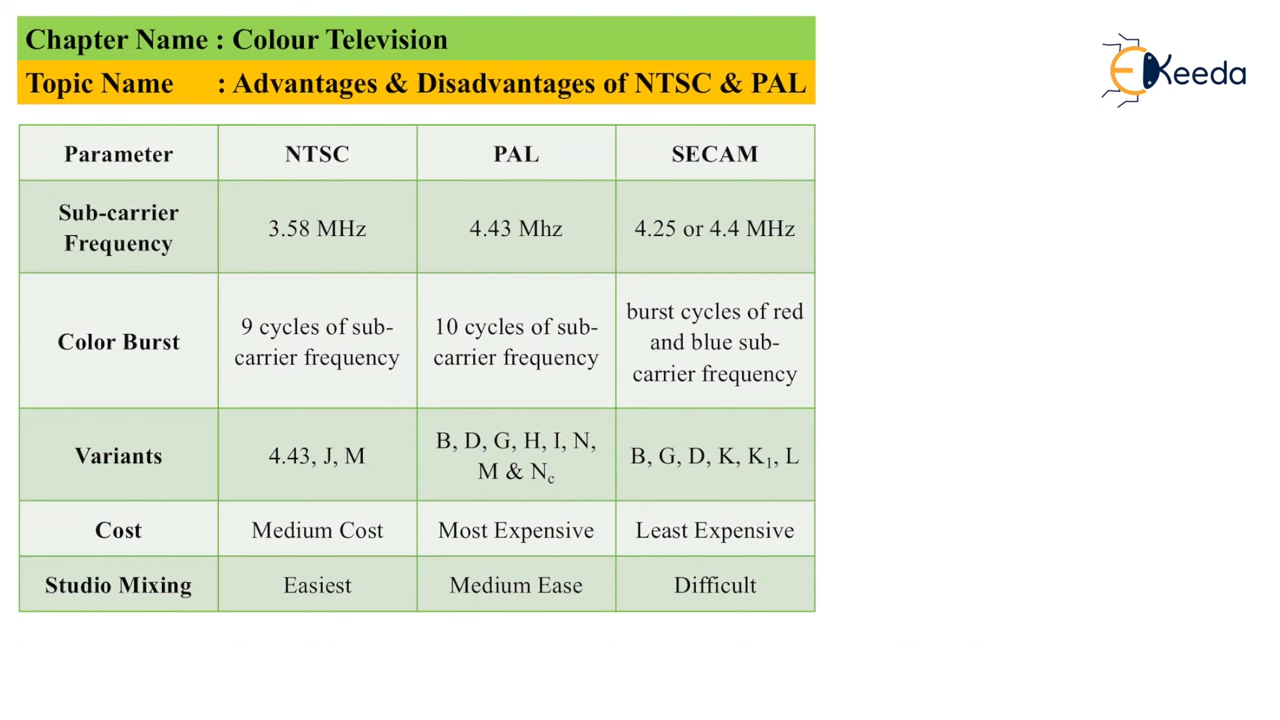 Chapter Name : Colour Television
Topic Name : Advantages & Disadvantages of NTSC & PAL
EKeeda
Parameter NTSC PAL SECAM
Sub-carrier Frequency 3.58 MHz 4.43 Mhz 4.25 or 4.4 MHz
Color Burst 9 cycles of sub-carrier frequency 10 cycles of sub-carrier frequency burst cycles of red and blue sub-carrier frequency
Variants 4.43, J, M B, D, G, H, I, N, M & Nc B, G, D, K, K1, L
Cost Medium Cost Most Expensive Least Expensive
Studio Mixing Easiest Medium Ease Difficult